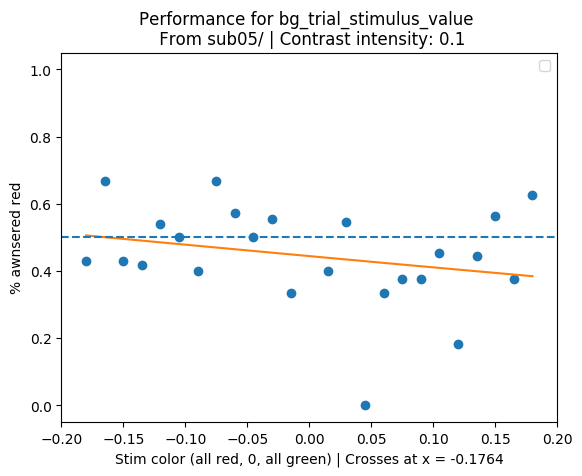 Performance for bg_trial_stimulus_value
From sub05/ | Contrast intensity: 0.1
1.0
0.8
0.6
0.4
0.2
0.0
% awnsered red
−0.20 −0.15 −0.10 −0.05 0.00 0.05 0.10 0.15 0.20
Stim color (all red, 0, all green) | Crosses at x = -0.1764